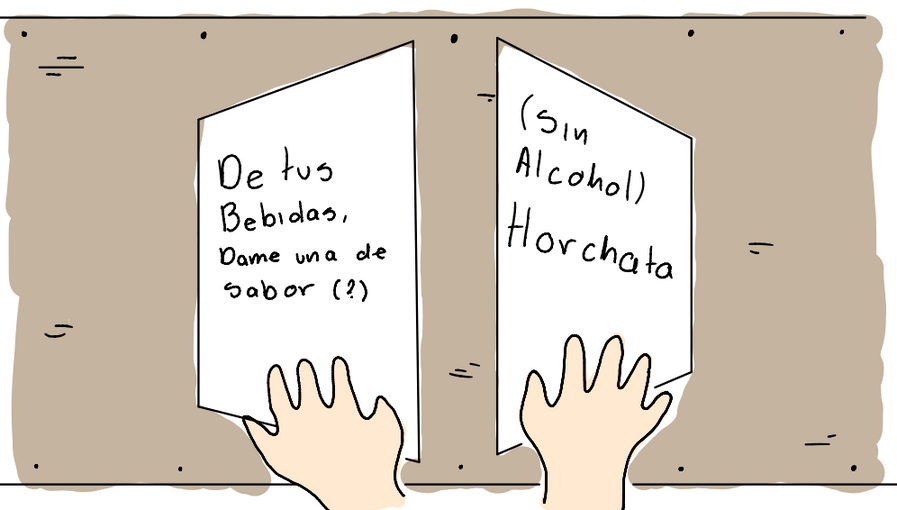 De tus
Bebidas,
Dame una de
sabor (?)
(Sin
Alcohol)
Horchata